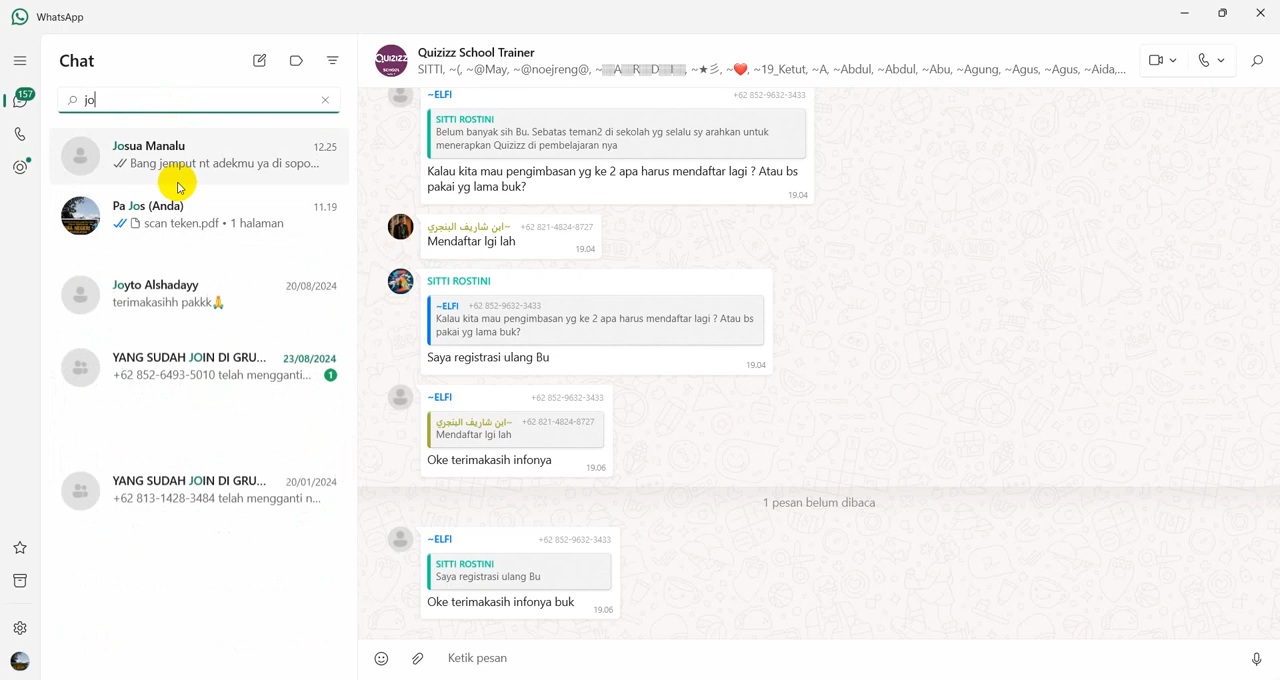 WhatsApp
Chat
157
jo
Josua Manalu
12.25
Bang jemput nt adekmu ya di sopo...
Pa Jos (Anda)
11.19
scan teken.pdf • 1 halaman
Joyto Alshadayy
20/08/2024
terimakasihh pakkk🙏
YANG SUDAH JOIN DI GRU...
23/08/2024
+62 852-6493-5010 telah mengganti...
1
YANG SUDAH JOIN DI GRU...
20/01/2024
+62 813-1428-3484 telah mengganti n...
QUIZIZZ
SCHOOL
Quizizz School Trainer
SITTI, ~(, ~@May, ~@noejreng@, ~░A░R░D░I░, ~★彡, ~❤️, ~19_Ketut, ~A, ~Abdul, ~Abdul, ~Abu, ~Agung, ~Agus, ~Agus, ~Aida,...
~ELFI
+62 852-9632-3433
SITTI ROSTINI
Belum banyak sih Bu. Sebatas teman2 di sekolah yg selalu sy arahkan untuk
menerapkan Quizizz di pembelajaran nya
Kalau kita mau pengimbasan yg ke 2 apa harus mendaftar lagi ? Atau bs
pakai yg lama buk?
19.04
~ابن شاريف البنجري
+62 821-4824-8727
Mendaftar lgi lah
19.04
SITTI ROSTINI
~ELFI +62 852-9632-3433
Kalau kita mau pengimbasan yg ke 2 apa harus mendaftar lagi ? Atau bs
pakai yg lama buk?
Saya registrasi ulang Bu
19.04
~ELFI
+62 852-9632-3433
~ابن شاريف البنجري +62 821-4824-8727
Mendaftar lgi lah
Oke terimakasih infonya
19.06
1 pesan belum dibaca
~ELFI
+62 852-9632-3433
SITTI ROSTINI
Saya registrasi ulang Bu
Oke terimakasih infonya buk
19.06
Ketik pesan